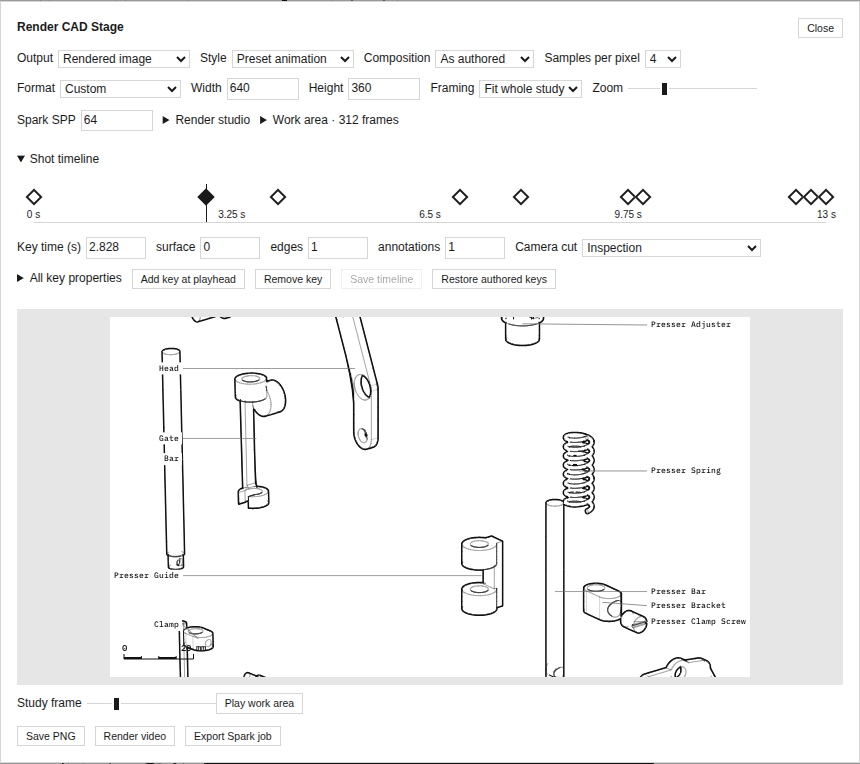 Render CAD Stage
Close
Output Rendered image Style Preset animation Composition As authored Samples per pixel 4
Format Custom Width 640 Height 360 Framing Fit whole study Zoom
Spark SPP 64 Render studio Work area · 312 frames
Shot timeline
0 s 3.25 s 6.5 s 9.75 s 13 s
Key time (s) 2.828 surface 0 edges 1 annotations 1 Camera cut Inspection
All key properties Add key at playhead Remove key Save timeline Restore authored keys
Presser Adjuster
Head
Gate
Bar
Presser Spring
Presser Guide
Presser Bar
Presser Bracket
Presser Clamp Screw
Clamp
0 20 mm
Study frame Play work area
Save PNG Render video Export Spark job